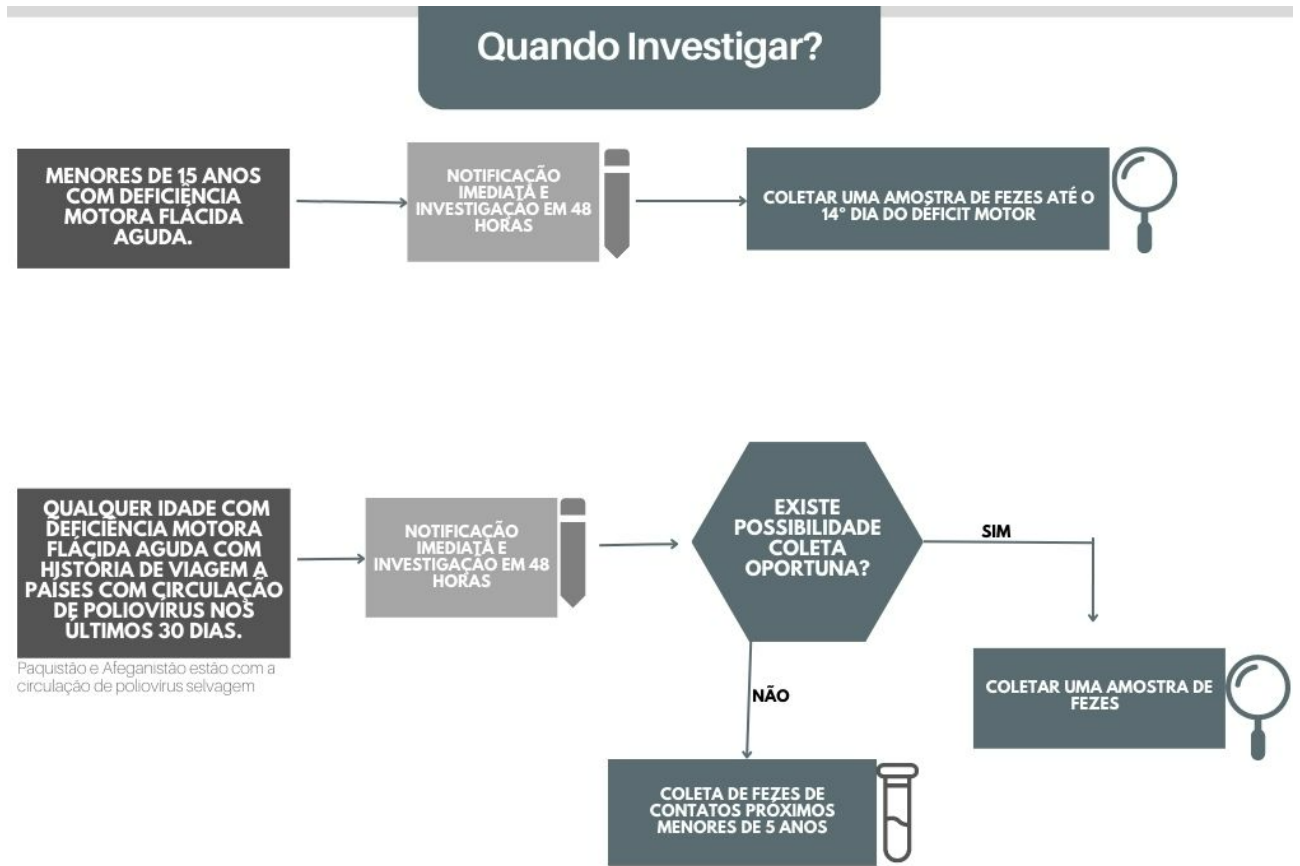 Quando Investigar?
MENORES DE 15 ANOS
COM DEFICIÊNCIA
MOTORA FLÁCIDA
AGUDA.
NOTIFICAÇÃO
IMEDIATA E
INVESTIGAÇÃO EM 48
HORAS
COLETAR UMA AMOSTRA DE FEZES ATÉ O
14° DIA DO DÉFICIT MOTOR
QUALQUER IDADE COM
DEFICIÊNCIA MOTORA
FLÁCIDA AGUDA COM
HISTÓRIA DE VIAGEM A
PAÍSES COM CIRCULAÇÃO
DE POLIOVÍRUS NOS
ÚLTIMOS 30 DIAS.
Paquistão e Afeganistão estão com a
circulação de poliovírus selvagem
NOTIFICAÇÃO
IMEDIATA E
INVESTIGAÇÃO EM 48
HORAS
EXISTE
POSSIBILIDADE
COLETA
OPORTUNA?
SIM
COLETAR UMA AMOSTRA DE
FEZES
NÃO
COLETA DE FEZES DE
CONTATOS PRÓXIMOS
MENORES DE 5 ANOS